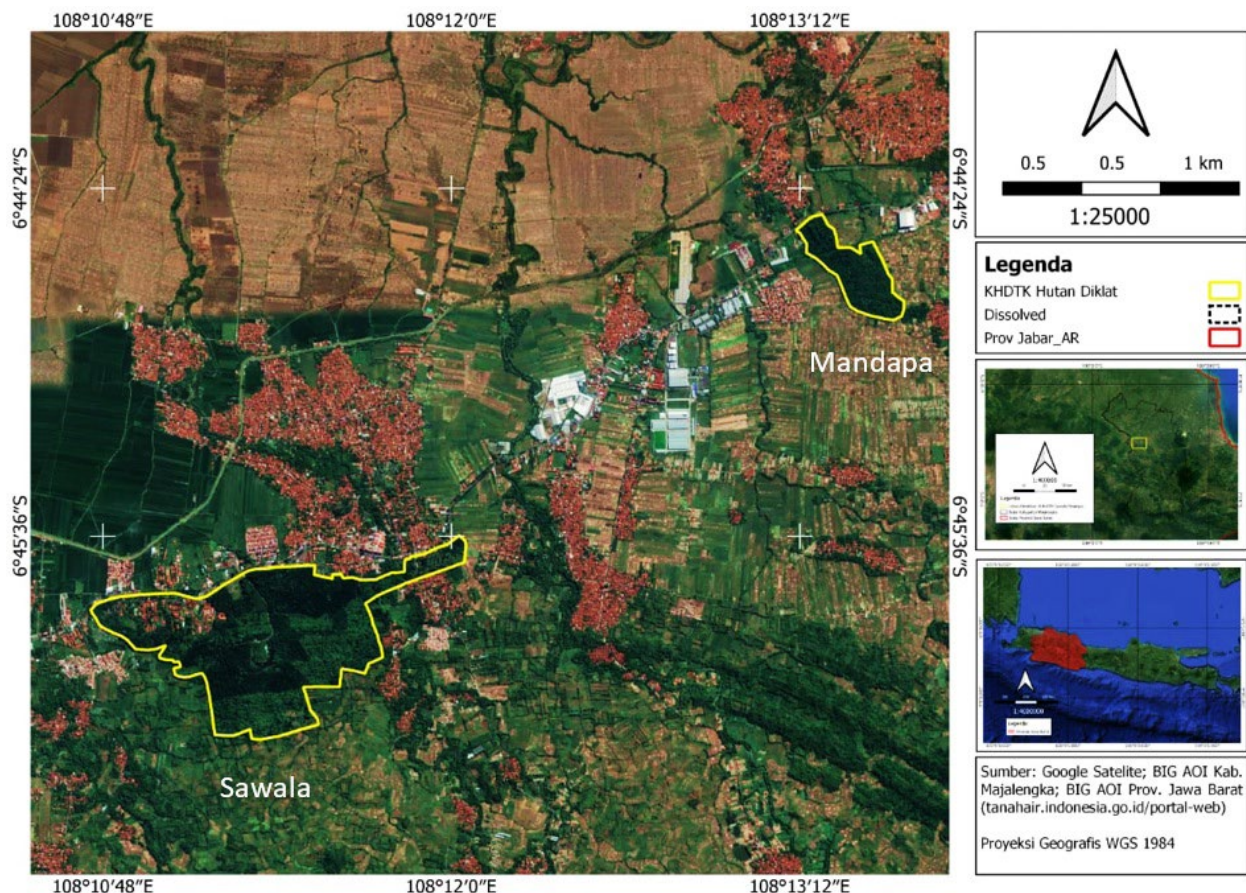 108°10′48″E 108°12′0″E 108°13′12″E
6°44′24″S
6°44′24″S
6°45′36″S
6°45′36″S
Mandapa
Sawala
108°10′48″E 108°12′0″E 108°13′12″E
0.5 0.5 1 km
1:25000
Legenda
KHDTK Hutan Diklat
Dissolved
Prov Jabar_AR
Legenda
Legenda
Sumber: Google Satelite; BIG AOI Kab.
Majalengka; BIG AOI Prov. Jawa Barat
(tanahair.indonesia.go.id/portal-web)
Proyeksi Geografis WGS 1984